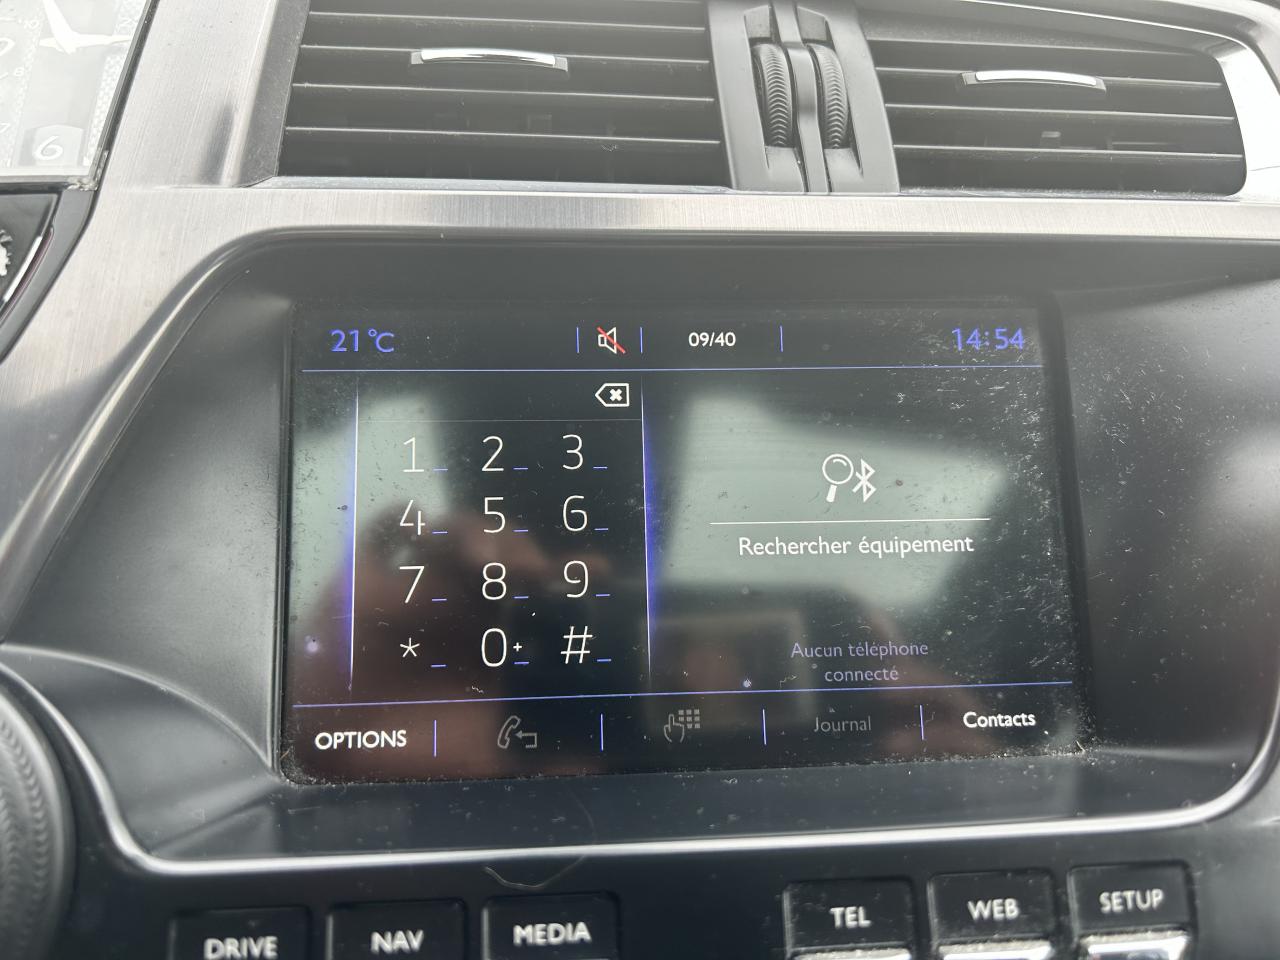 6
21 °C
09/40
14:54
1 2 3
4 5 6
7 8 9
* 0+ #
Rechercher équipement
Aucun téléphone
connecté
OPTIONS
Journal
Contacts
DRIVE
NAV
MEDIA
TEL
WEB
SETUP